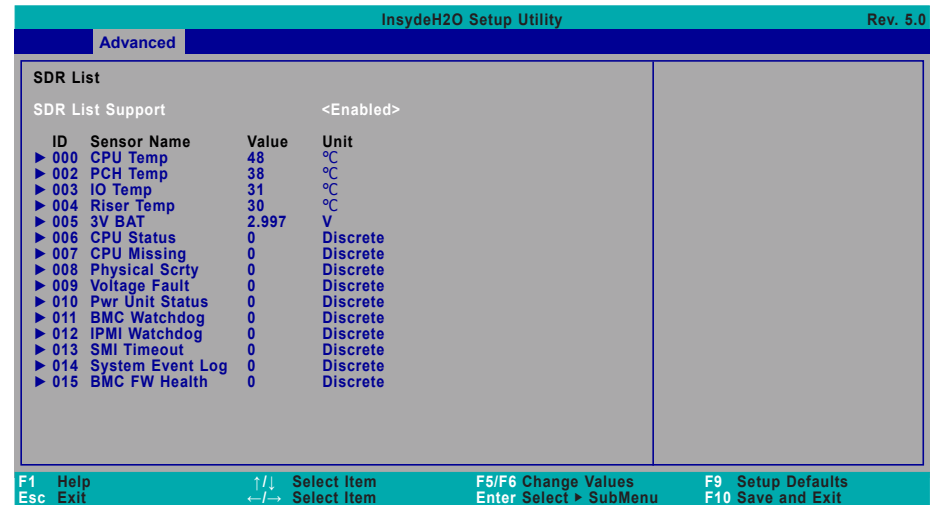 InsydeH2O Setup Utility Rev. 5.0
Advanced
SDR List
SDR List Support <Enabled>
ID Sensor Name Value Unit
► 000 CPU Temp 48 °C
► 002 PCH Temp 38 °C
► 003 IO Temp 31 °C
► 004 Riser Temp 30 °C
► 005 3V BAT 2.997 V
► 006 CPU Status 0 Discrete
► 007 CPU Missing 0 Discrete
► 008 Physical Scrty 0 Discrete
► 009 Voltage Fault 0 Discrete
► 010 Pwr Unit Status 0 Discrete
► 011 BMC Watchdog 0 Discrete
► 012 IPMI Watchdog 0 Discrete
► 013 SMI Timeout 0 Discrete
► 014 System Event Log 0 Discrete
► 015 BMC FW Health 0 Discrete
F1 Help ↑/↓ Select Item F5/F6 Change Values F9 Setup Defaults
Esc Exit ←/→ Select Item Enter Select ► SubMenu F10 Save and Exit